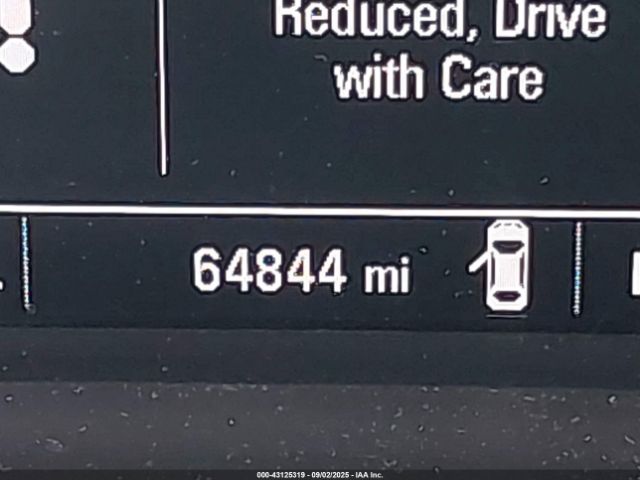 Reduced, Drive
with Care
64844 mi
000-43125319 - 09/02/2025 - IAA Inc.